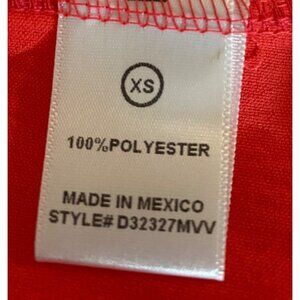 XS
100%POLYESTER
MADE IN MEXICO
STYLE# D32327MVV